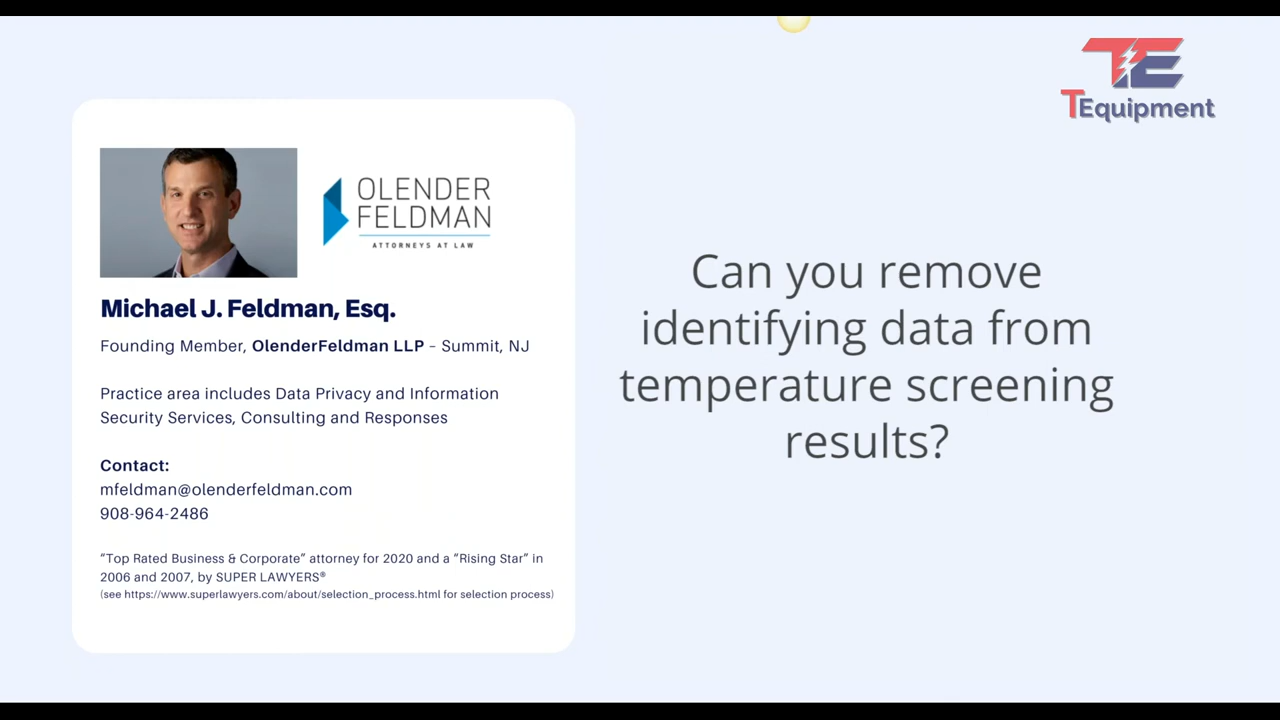 TE
TEquipment
OLENDER
FELDMAN
ATTORNEYS AT LAW
Michael J. Feldman, Esq.
Founding Member, OlenderFeldman LLP – Summit, NJ
Practice area includes Data Privacy and Information
Security Services, Consulting and Responses
Contact:
mfeldman@olenderfeldman.com
908-964-2486
“Top Rated Business & Corporate” attorney for 2020 and a “Rising Star” in
2006 and 2007, by SUPER LAWYERS®
(see https://www.superlawyers.com/about/selection_process.html for selection process)
Can you remove
identifying data from
temperature screening
results?